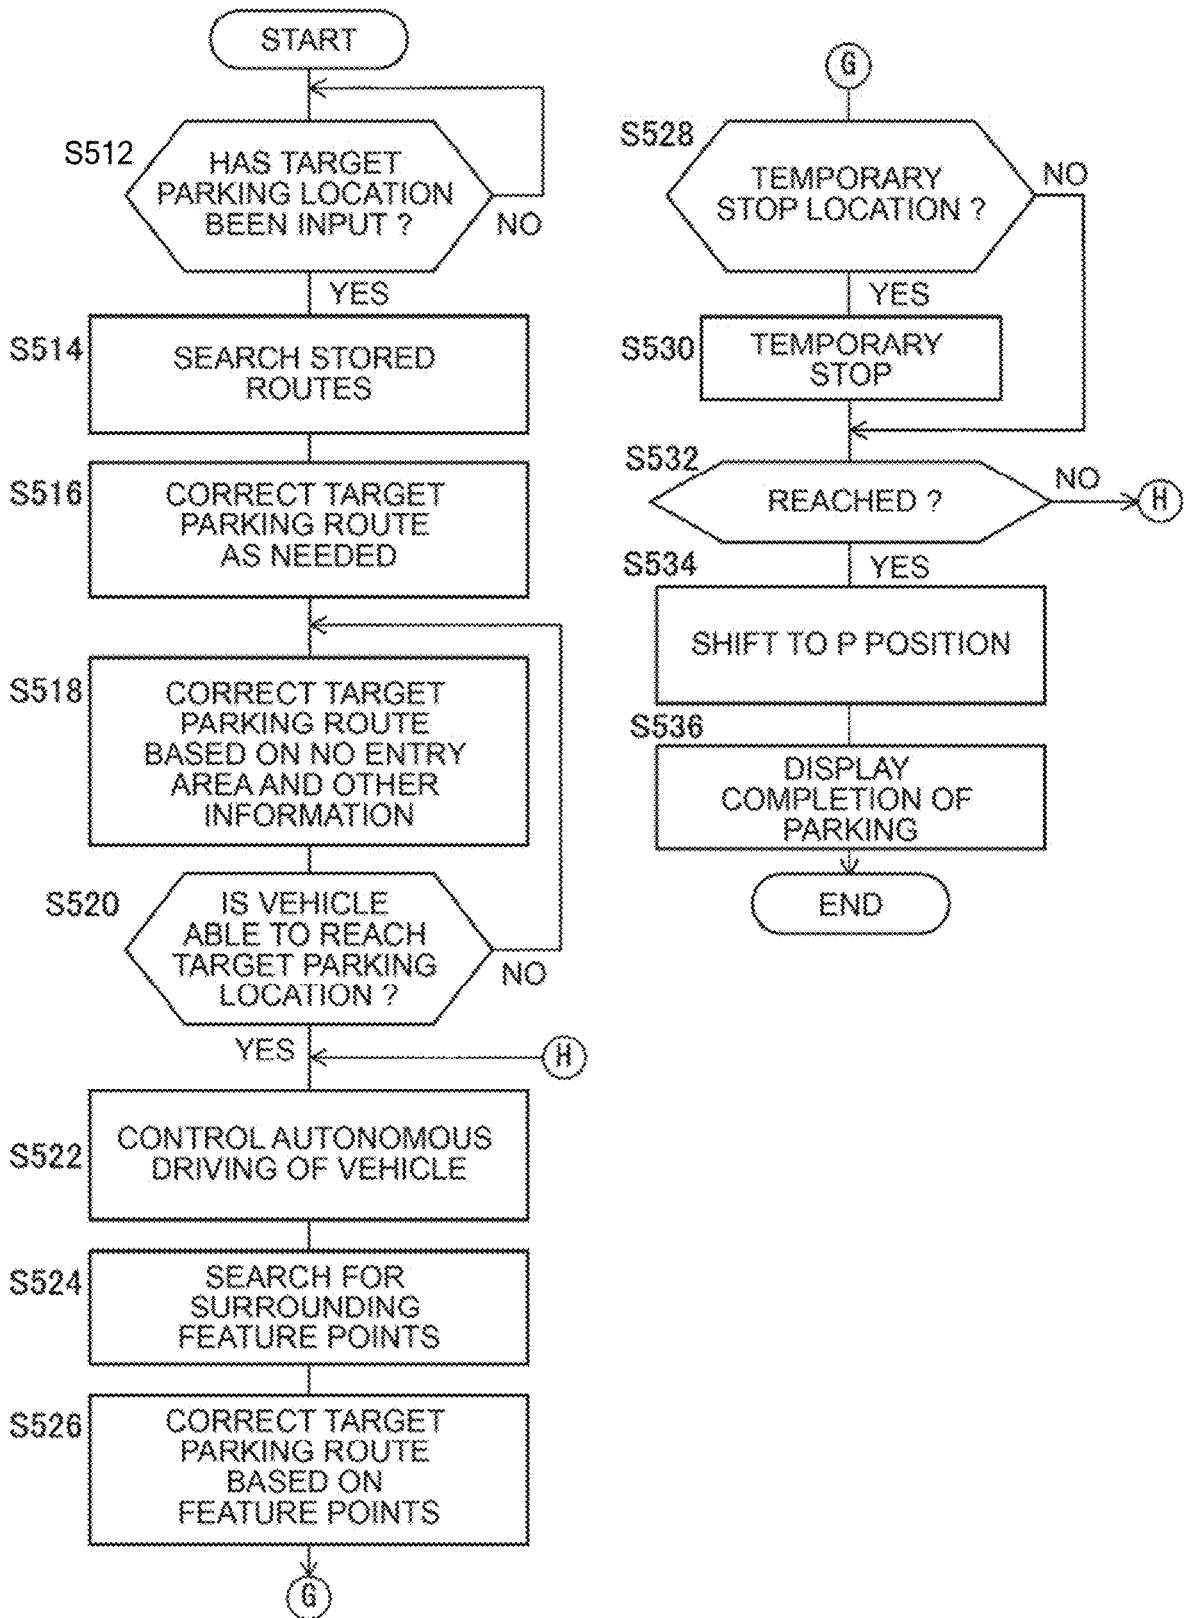 START
S512
HAS TARGET
PARKING LOCATION
BEEN INPUT ?
NO
YES
S514
SEARCH STORED
ROUTES
S516
CORRECT TARGET
PARKING ROUTE
AS NEEDED
S518
CORRECT TARGET
PARKING ROUTE
BASED ON NO ENTRY
AREA AND OTHER
INFORMATION
S520
IS VEHICLE
ABLE TO REACH
TARGET PARKING
LOCATION ?
NO
YES
H
S522
CONTROL AUTONOMOUS
DRIVING OF VEHICLE
S524
SEARCH FOR
SURROUNDING
FEATURE POINTS
S526
CORRECT TARGET
PARKING ROUTE
BASED ON
FEATURE POINTS
G
G
S528
TEMPORARY
STOP LOCATION ?
NO
YES
S530
TEMPORARY
STOP
S532
REACHED ?
NO
H
YES
S534
SHIFT TO P POSITION
S536
DISPLAY
COMPLETION OF
PARKING
END